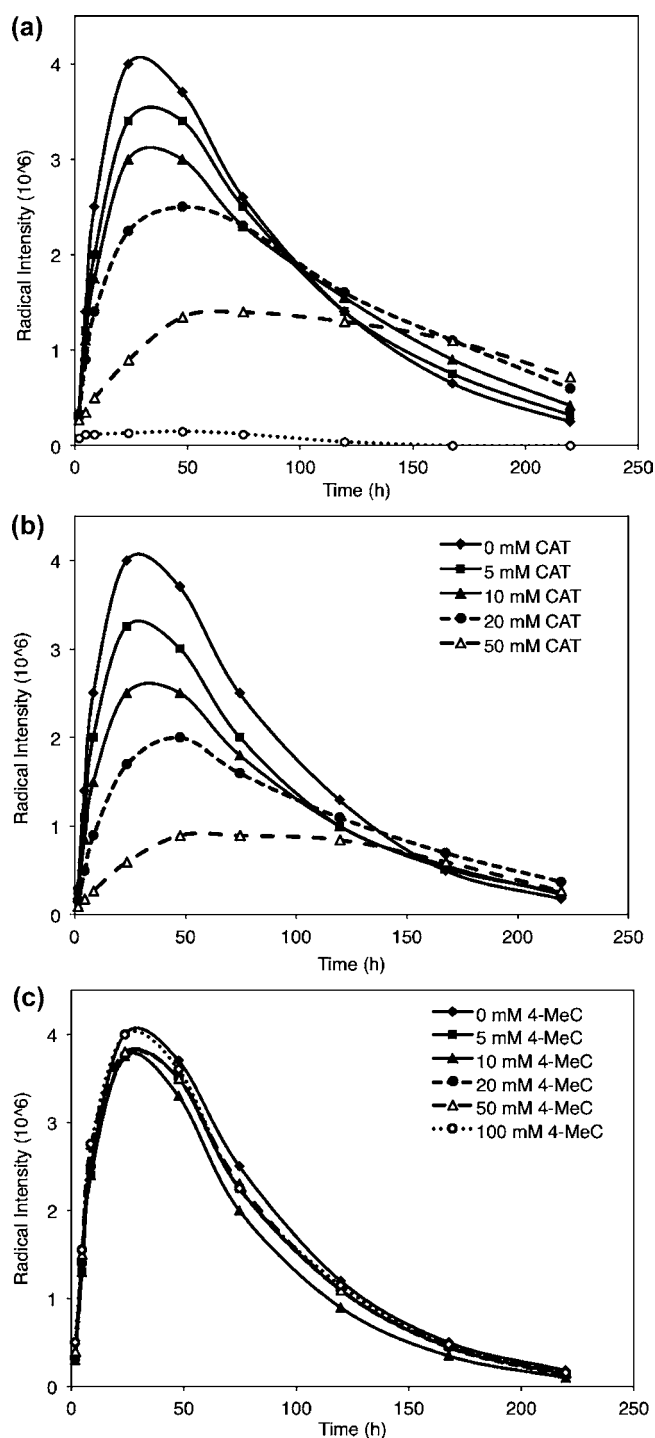 (a)
Radical Intensity (10^6)
4
3
2
1
0
0 50 100 150 200 250
Time (h)
(b)
Radical Intensity (10^6)
4
3
2
1
0
0 mM CAT
5 mM CAT
10 mM CAT
20 mM CAT
50 mM CAT
0 50 100 150 200 250
Time (h)
(c)
Radical Intensity (10^6)
4
3
2
1
0
0 mM 4-MeC
5 mM 4-MeC
10 mM 4-MeC
20 mM 4-MeC
50 mM 4-MeC
100 mM 4-MeC
0 50 100 150 200 250
Time (h)